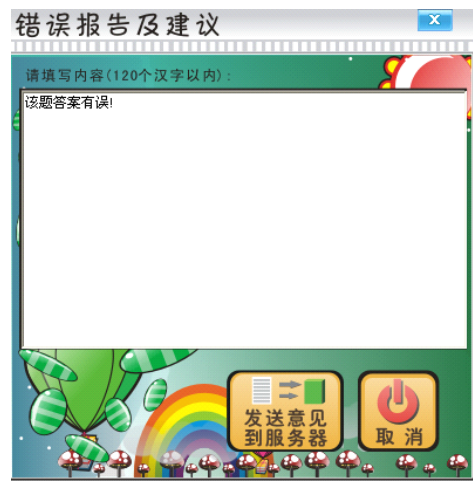 错误报告及建议
请填写内容(120个汉字以内):
该题答案有误!
发送意见
到服务器
取 消